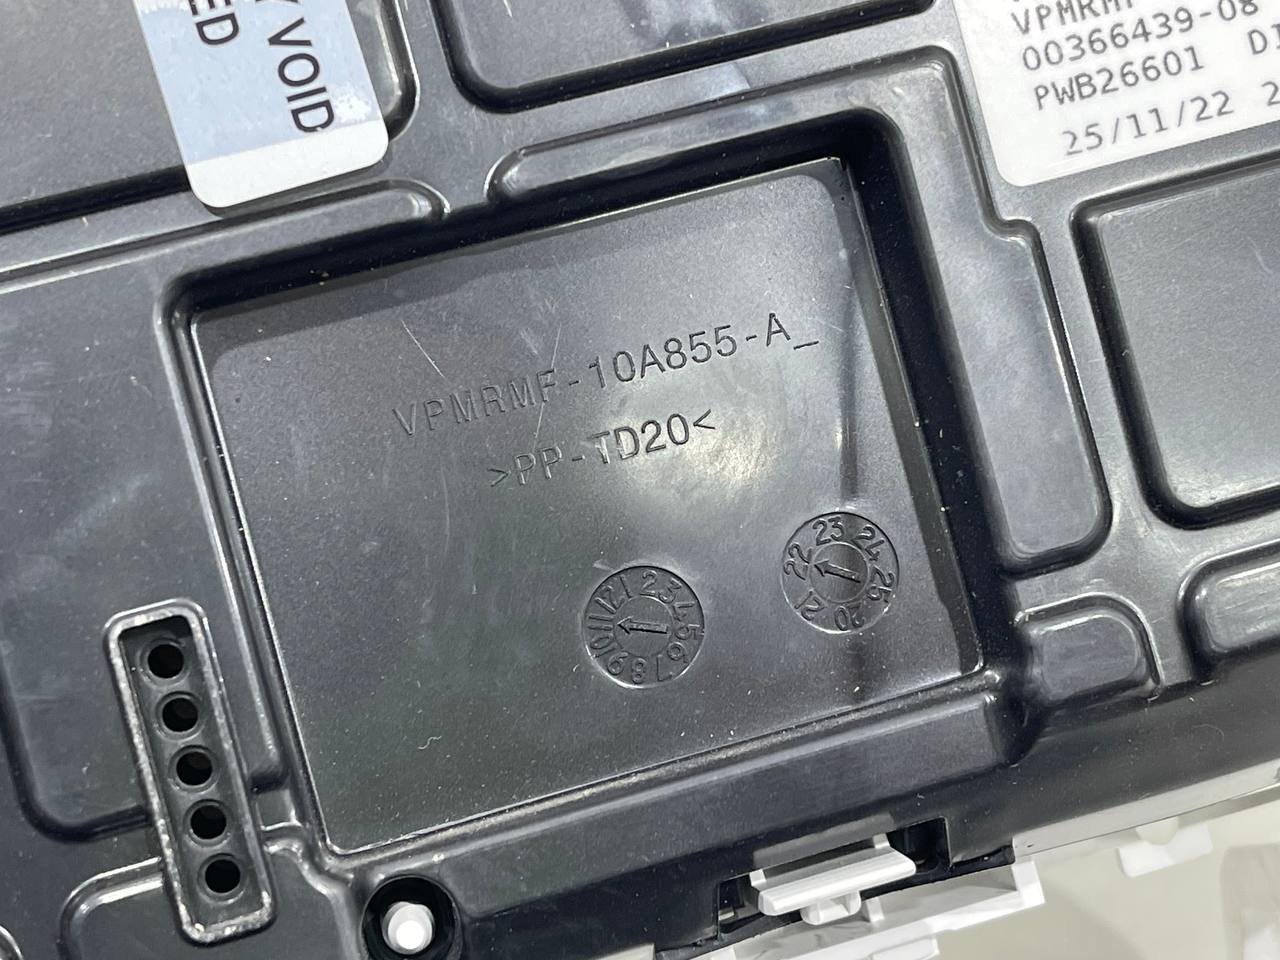 VOID
ED
00366439-08
PWB26601
25/11/22
VPMRMF-10A855-A_
>PP-TD20<
1 2 3 4 5 6 7 8 9 10 11 12
20 21 22 23 24 25